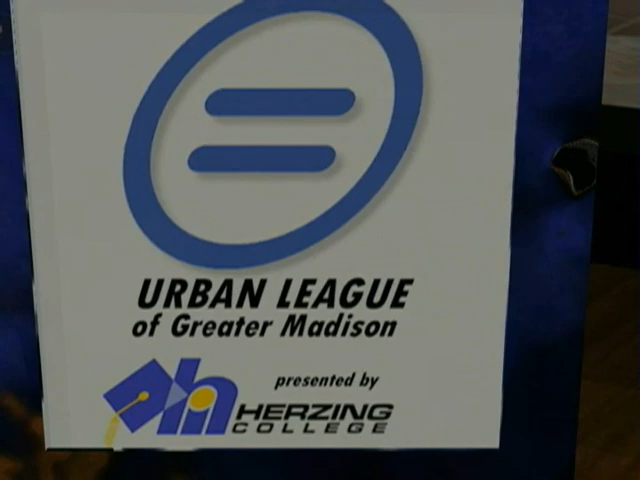 URBAN LEAGUE
of Greater Madison
presented by
HERZING
COLLEGE